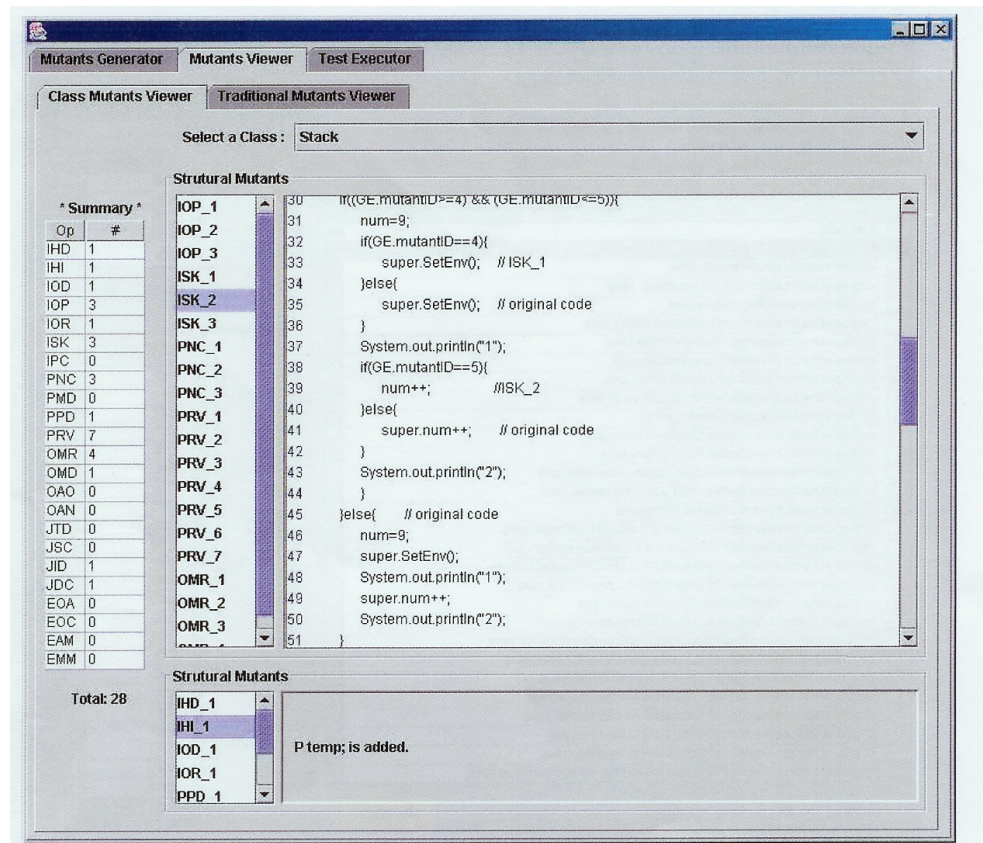 Mutants Generator Mutants Viewer Test Executor
Class Mutants Viewer Traditional Mutants Viewer
Select a Class : Stack
* Summary *
Op #
IHD 1
IHI 1
IOD 1
IOP 3
IOR 1
ISK 3
IPC 0
PNC 3
PMD 0
PPD 1
PRV 7
OMR 4
OMD 1
OAO 0
OAN 0
JTD 0
JSC 0
JID 1
JDC 1
EOA 0
EOC 0
EAM 0
EMM 0
Total: 28
Strutural Mutants
IOP_1
IOP_2
IOP_3
ISK_1
ISK_2
ISK_3
PNC_1
PNC_2
PNC_3
PRV_1
PRV_2
PRV_3
PRV_4
PRV_5
PRV_6
PRV_7
OMR_1
OMR_2
OMR_3
30 if((GE.mutantID>=4) && (GE.mutantID<=5)){
31 num=9;
32 if(GE.mutantID==4){
33 super.SetEnv(); // ISK_1
34 }else{
35 super.SetEnv(); // original code
36 }
37 System.out.println("1");
38 if(GE.mutantID==5){
39 num++; //ISK_2
40 }else{
41 super.num++; // original code
42 }
43 System.out.println("2");
44 }
45 }else{ // original code
46 num=9;
47 super.SetEnv();
48 System.out.println("1");
49 super.num++;
50 System.out.println("2");
51 }
Strutural Mutants
IHD_1
IHI_1
IOD_1
IOR_1
PPD_1
P temp; is added.